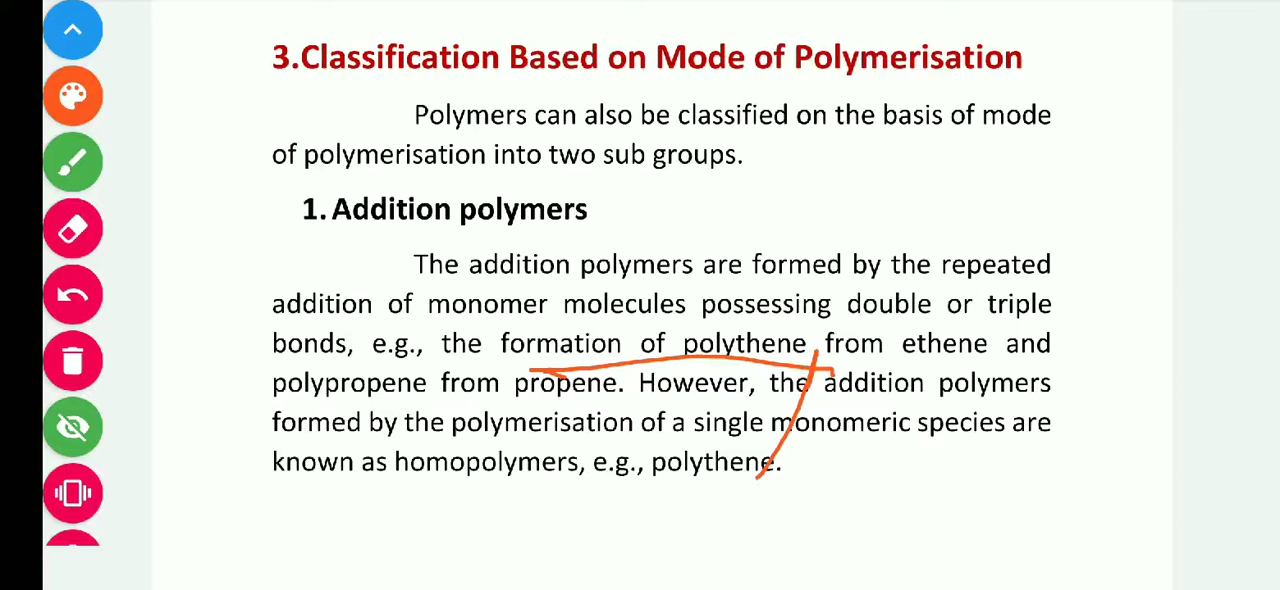 3.Classification Based on Mode of Polymerisation
Polymers can also be classified on the basis of mode
of polymerisation into two sub groups.
1. Addition polymers
The addition polymers are formed by the repeated
addition of monomer molecules possessing double or triple
bonds, e.g., the formation of polythene from ethene and
polypropene from propene. However, the addition polymers
formed by the polymerisation of a single monomeric species are
known as homopolymers, e.g., polythene.